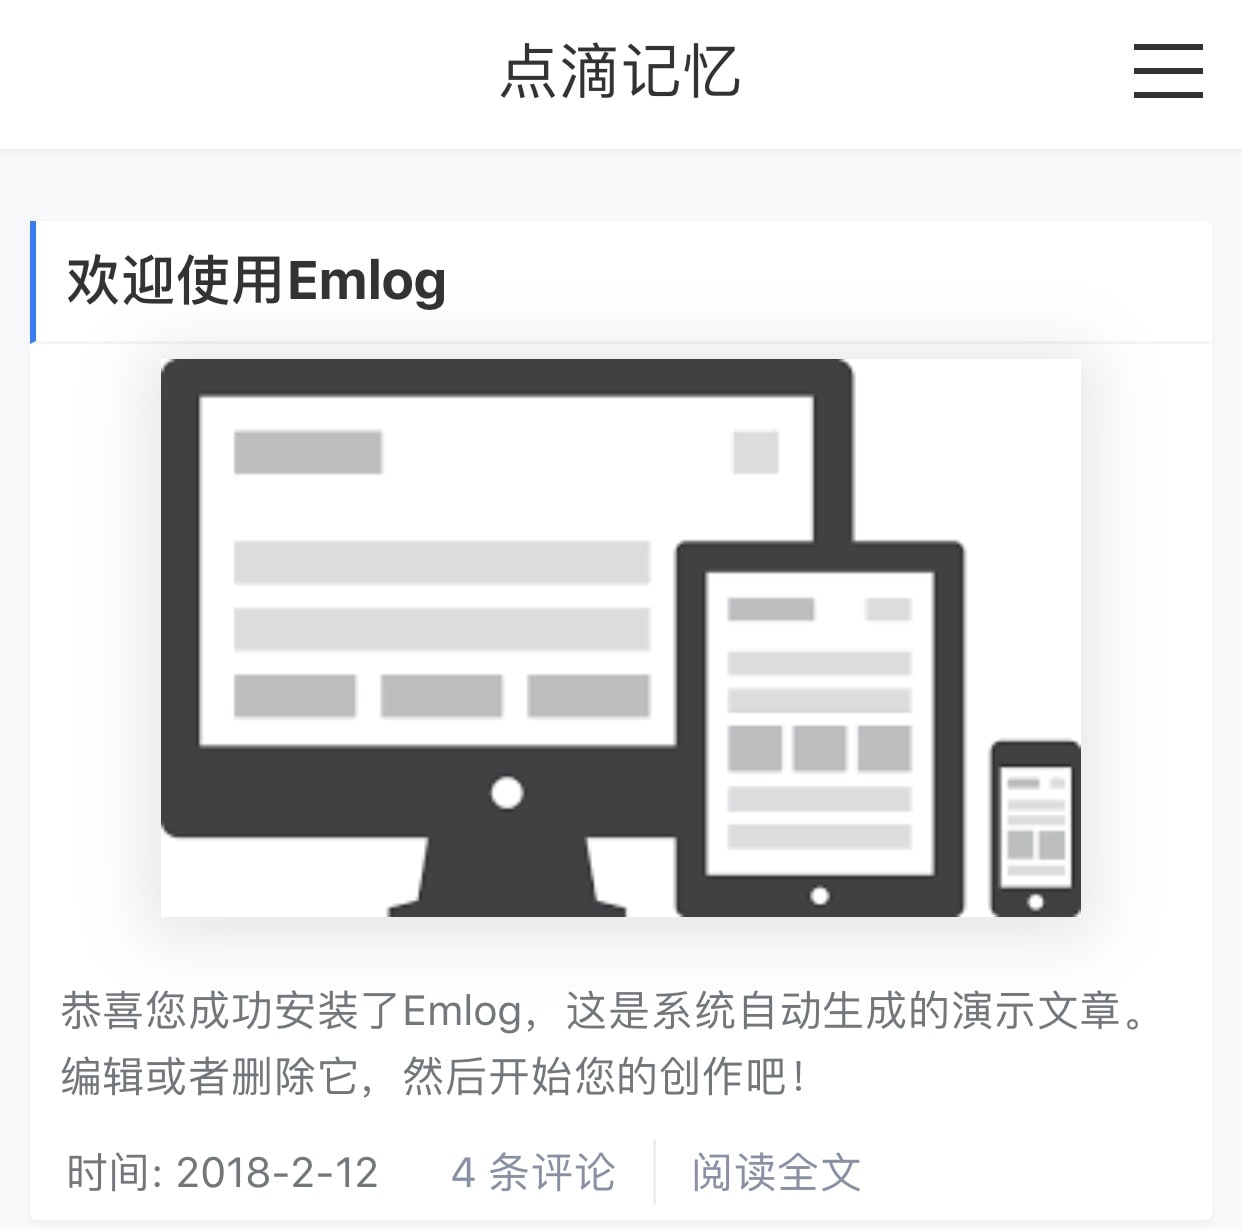 点滴记忆
欢迎使用Emlog
恭喜您成功安装了Emlog，这是系统自动生成的演示文章。
编辑或者删除它，然后开始您的创作吧！
时间: 2018-2-12 4 条评论 阅读全文